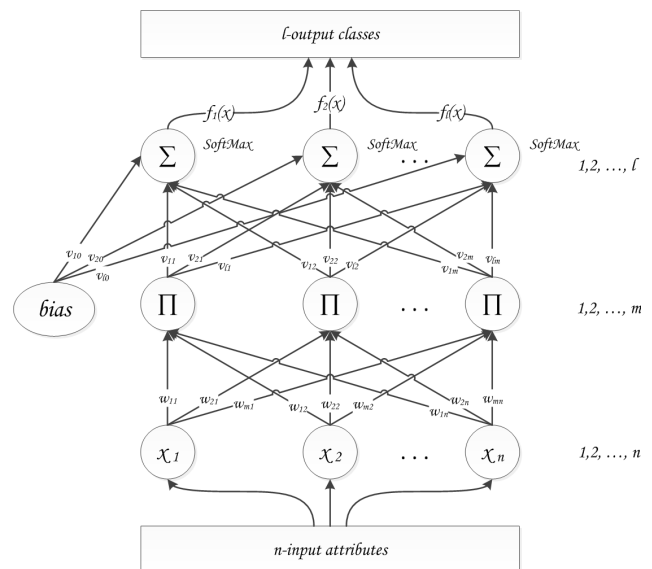 l-output classes
f1(x) f2(x) fl(x)
∑ SoftMax ∑ SoftMax . . . ∑ SoftMax 1,2, ..., l
v10 v20 vl0 v11 v21 vl1 v12 v22 vl2 v1m v2m vlm
bias ∏ ∏ . . . ∏ 1,2, ..., m
w11 w21 wm1 w12 w22 wm2 w1n w2n wmn
x1 x2 . . . xn 1,2, ..., n
n-input attributes